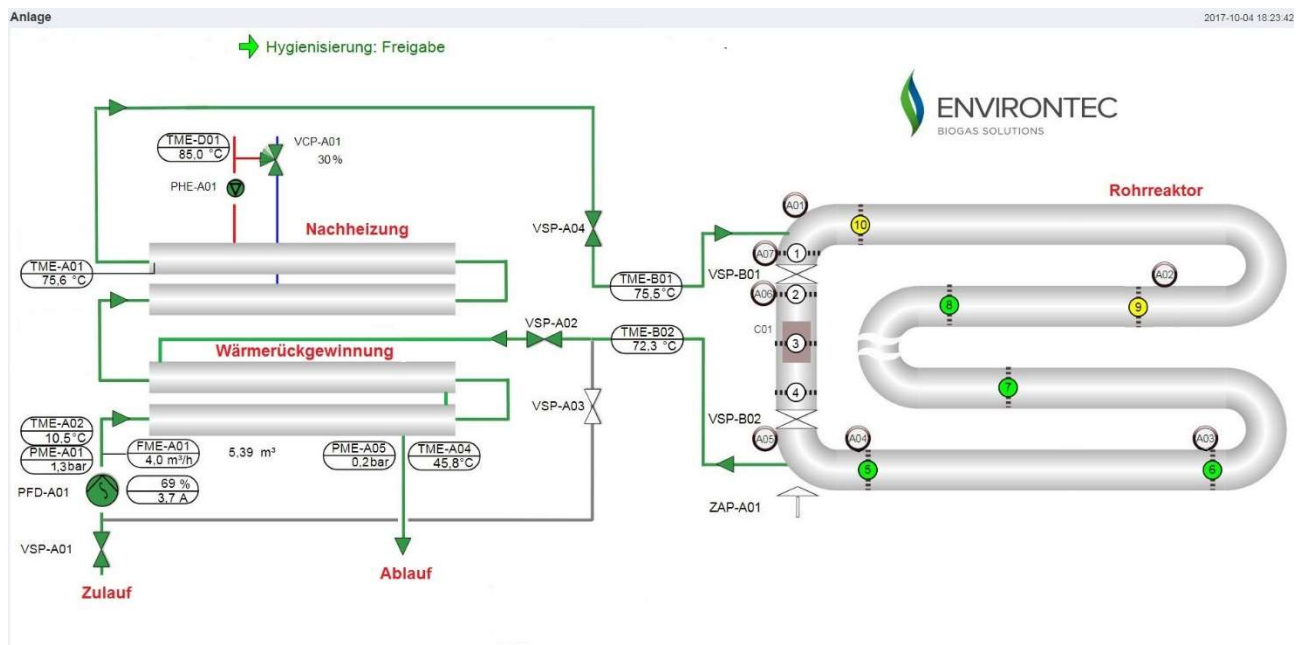 Anlage
2017-10-04 18:23:42
Hygienisierung: Freigabe
ENVIRONTEC
BIOGAS SOLUTIONS
TME-D01
85,0 °C
VCP-A01
30%
PHE-A01
Nachheizung
TME-A01
75,6 °C
VSP-A04
TME-B01
75,5°C
VSP-A02
TME-B02
72,3 °C
Wärmerückgewinnung
VSP-A03
TME-A02
10,5°C
PME-A01
1,3bar
FME-A01
4,0 m³/h
5,39 m³
PME-A05
0,2bar
TME-A04
45,8°C
PFD-A01
69 %
3,7 A
VSP-A01
Zulauf
Ablauf
Rohrreaktor
A01
10
A07
1
VSP-B01
A02
A06
2
8
9
C01
3
4
7
VSP-B02
A05
A04
A03
5
6
ZAP-A01